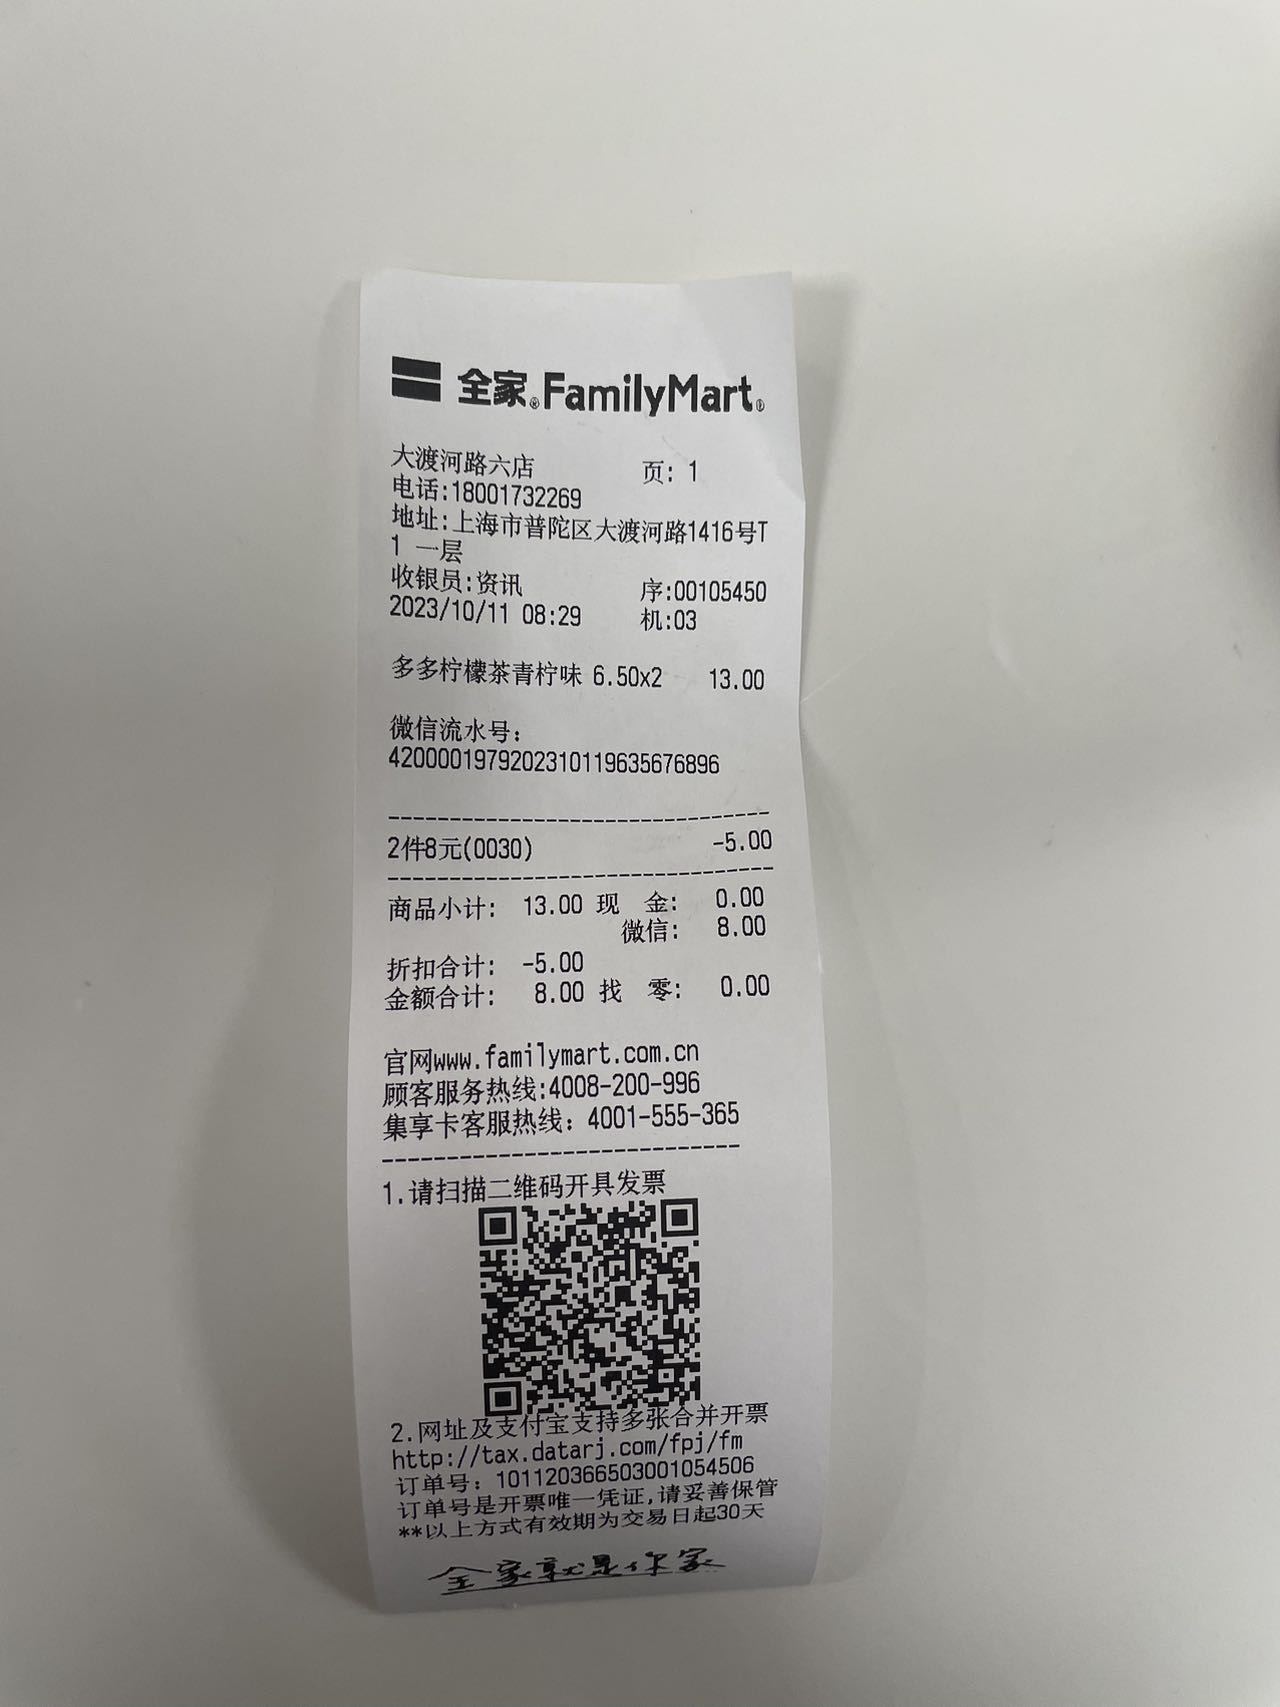 全家®FamilyMart®
大渡河路六店 页: 1
电话:18001732269
地址:上海市普陀区大渡河路1416号T
1 一层
收银员:资讯 序:00105450
2023/10/11 08:29 机:03
多多柠檬茶青柠味 6.50x2 13.00
微信流水号:
4200001979202310119635676896
--------------------------------
2件8元(0030) -5.00
--------------------------------
商品小计: 13.00 现 金: 0.00
微信: 8.00
折扣合计: -5.00
金额合计: 8.00 找 零: 0.00
官网www.familymart.com.cn
顾客服务热线:4008-200-996
集享卡客服热线: 4001-555-365
------------------------------
1.请扫描二维码开具发票
2.网址及支付宝支持多张合并开票
http://tax.datarj.com/fpj/fm
订单号: 101120366503001054506
订单号是开票唯一凭证,请妥善保管
**以上方式有效期为交易日起30天
全家就是你家